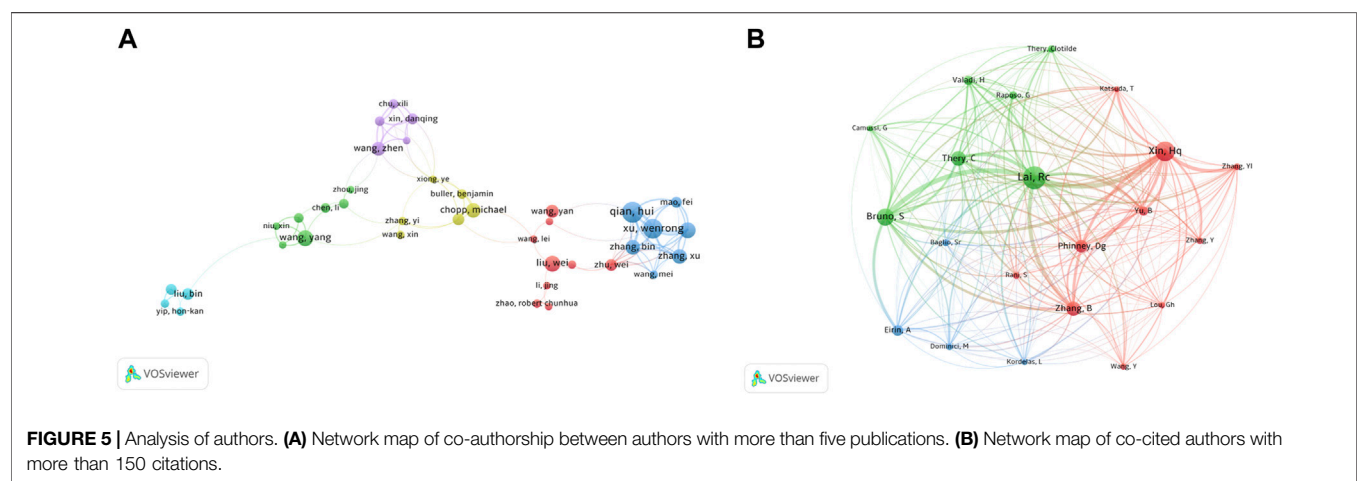 A
chu, xili
xin, danqing
wang, zhen
xiong, ye
zhou, jing
buller, benjamin
chen, li
chopp, michael
zhang, yi
niu, xin
wang, xin
wang, yang
liu, bin
yip, hon-kan
wang, yan
wang, lei
liu, wei
zhu, wei
li, jing
zhao, robert chunhua
qian, hui
mao, fei
xu, wenrong
zhang, bin
zhang, xu
wang, mei
VOSviewer
B
Thery, Clotilde
Valadi, H
Raposo, G
Katsuda, T
Camussi, G
Thery, C
Xin, Hq
Zhang, Yl
Lai, Rc
Bruno, S
Yu, B
Baglio, Sr
Phinney, Dg
Zhang, Y
Rani, S
Zhang, B
Lou, Gh
Eirin, A
Dominici, M
Kordelas, L
Wang, Y
VOSviewer
FIGURE 5 | Analysis of authors. (A) Network map of co-authorship between authors with more than five publications. (B) Network map of co-cited authors with
more than 150 citations.